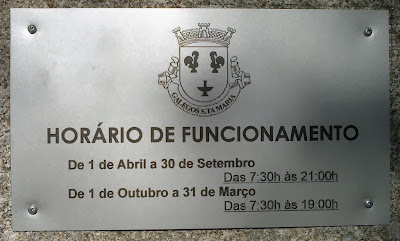 GALEGOS S.TA MARIA
HORÁRIO DE FUNCIONAMENTO
De 1 de Abril a 30 de Setembro
Das 7:30h às 21:00h
De 1 de Outubro a 31 de Março
Das 7:30h às 19:00h